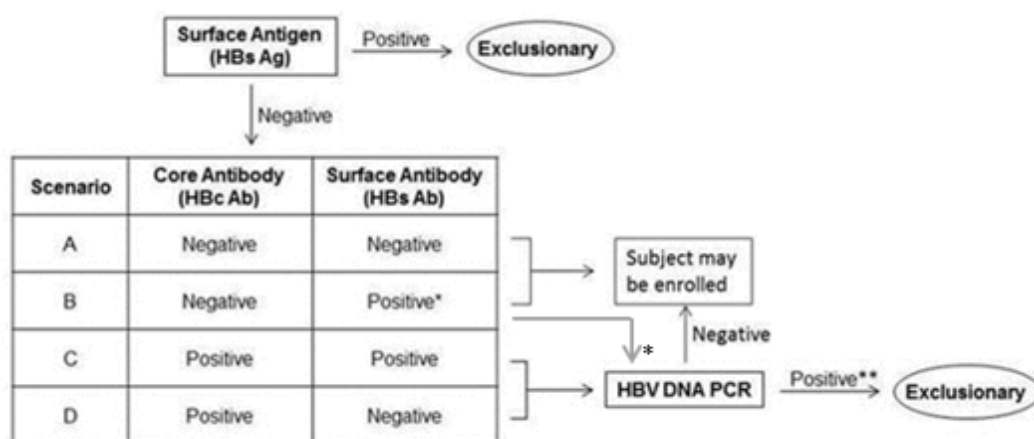 Surface Antigen
(HBs Ag)
Positive
Exclusionary
Negative
Scenario
Core Antibody
(HBc Ab)
Surface Antibody
(HBs Ab)
A
Negative
Negative
B
Negative
Positive*
C
Positive
Positive
D
Positive
Negative
Subject may
be enrolled
*
Negative
HBV DNA PCR
Positive**
Exclusionary